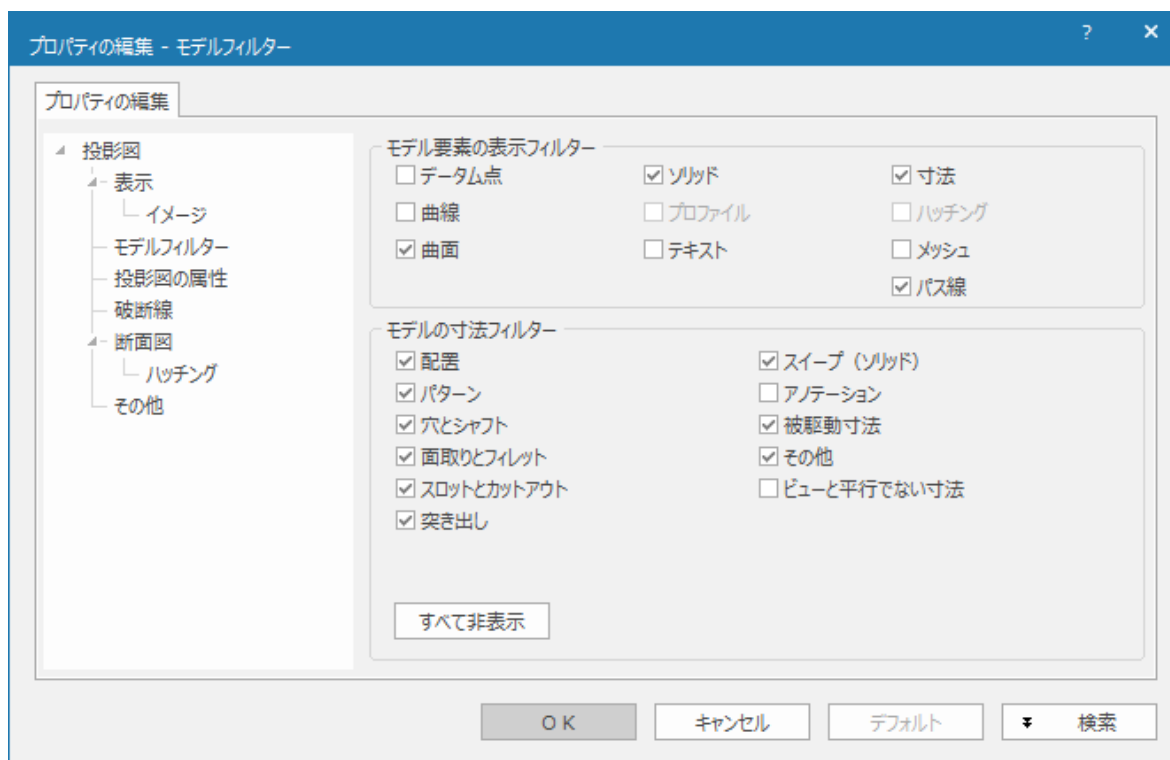 プロパティの編集 - モデルフィルター
?
×
プロパティの編集
投影図
表示
イメージ
モデルフィルター
投影図の属性
破断線
断面図
ハッチング
その他
モデル要素の表示フィルター
データム点 ソリッド 寸法
曲線 プロファイル ハッチング
曲面 テキスト メッシュ
パス線
モデルの寸法フィルター
配置 スイープ（ソリッド）
パターン アノテーション
穴とシャフト 被駆動寸法
面取りとフィレット その他
スロットとカットアウト ビューと平行でない寸法
突き出し
すべて非表示
OK キャンセル デフォルト 検索